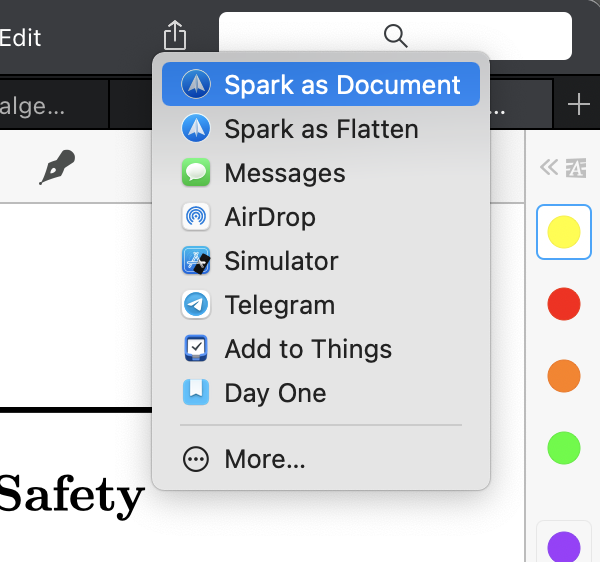 Edit
alge...
...
Spark as Document
Spark as Flatten
Messages
AirDrop
Simulator
Telegram
Add to Things
Day One
More...
Safety
A